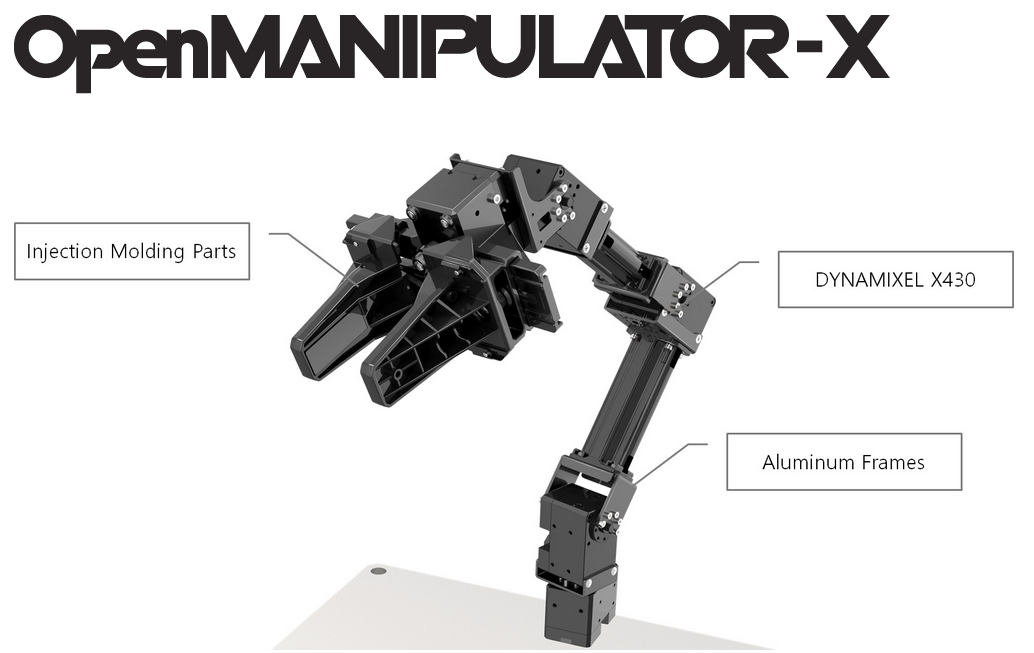 OpenMANIPULATOR-X
Injection Molding Parts
DYNAMIXEL X430
Aluminum Frames